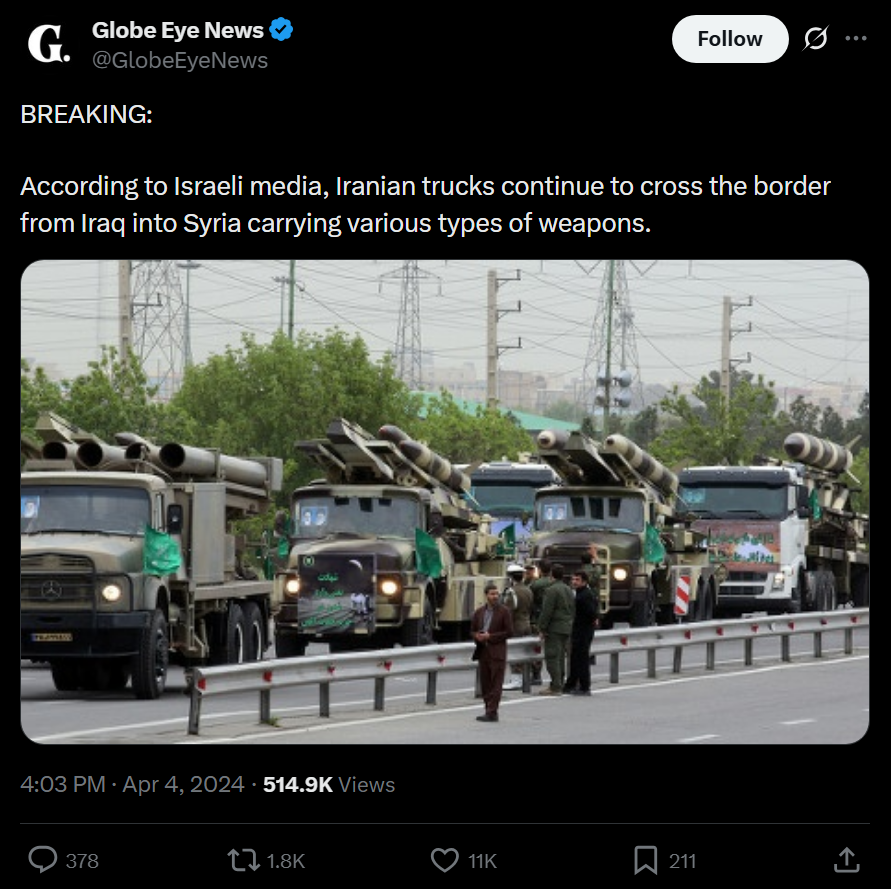 G.
Globe Eye News
@GlobeEyeNews
Follow
BREAKING:
According to Israeli media, Iranian trucks continue to cross the border
from Iraq into Syria carrying various types of weapons.
4:03 PM · Apr 4, 2024 · 514.9K Views
378
1.8K
11K
211